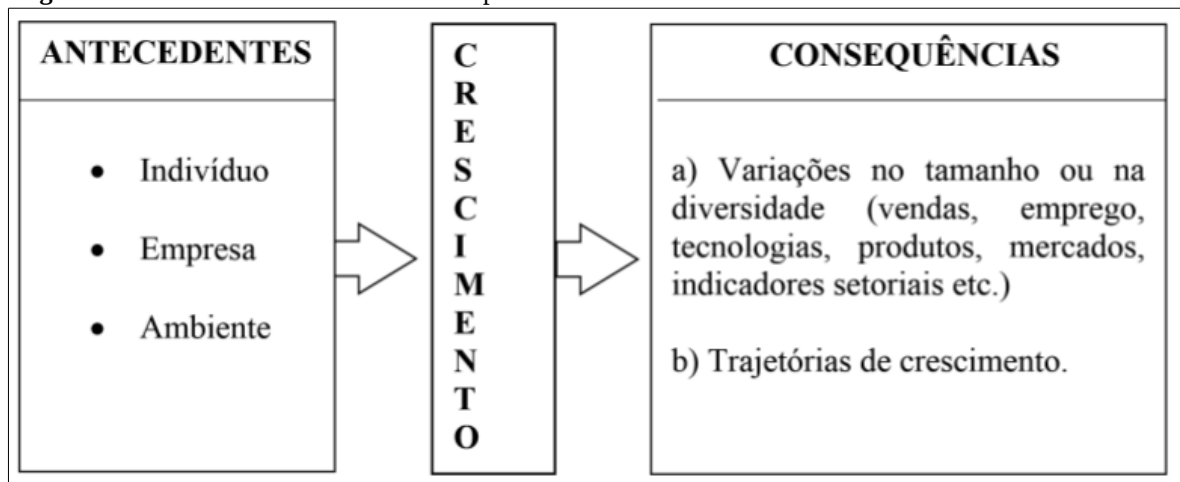 ANTECEDENTES
• Indivíduo
• Empresa
• Ambiente
C
R
E
S
C
I
M
E
N
T
O
CONSEQUÊNCIAS
a) Variações no tamanho ou na
diversidade (vendas, emprego,
tecnologias, produtos, mercados,
indicadores setoriais etc.)
b) Trajetórias de crescimento.